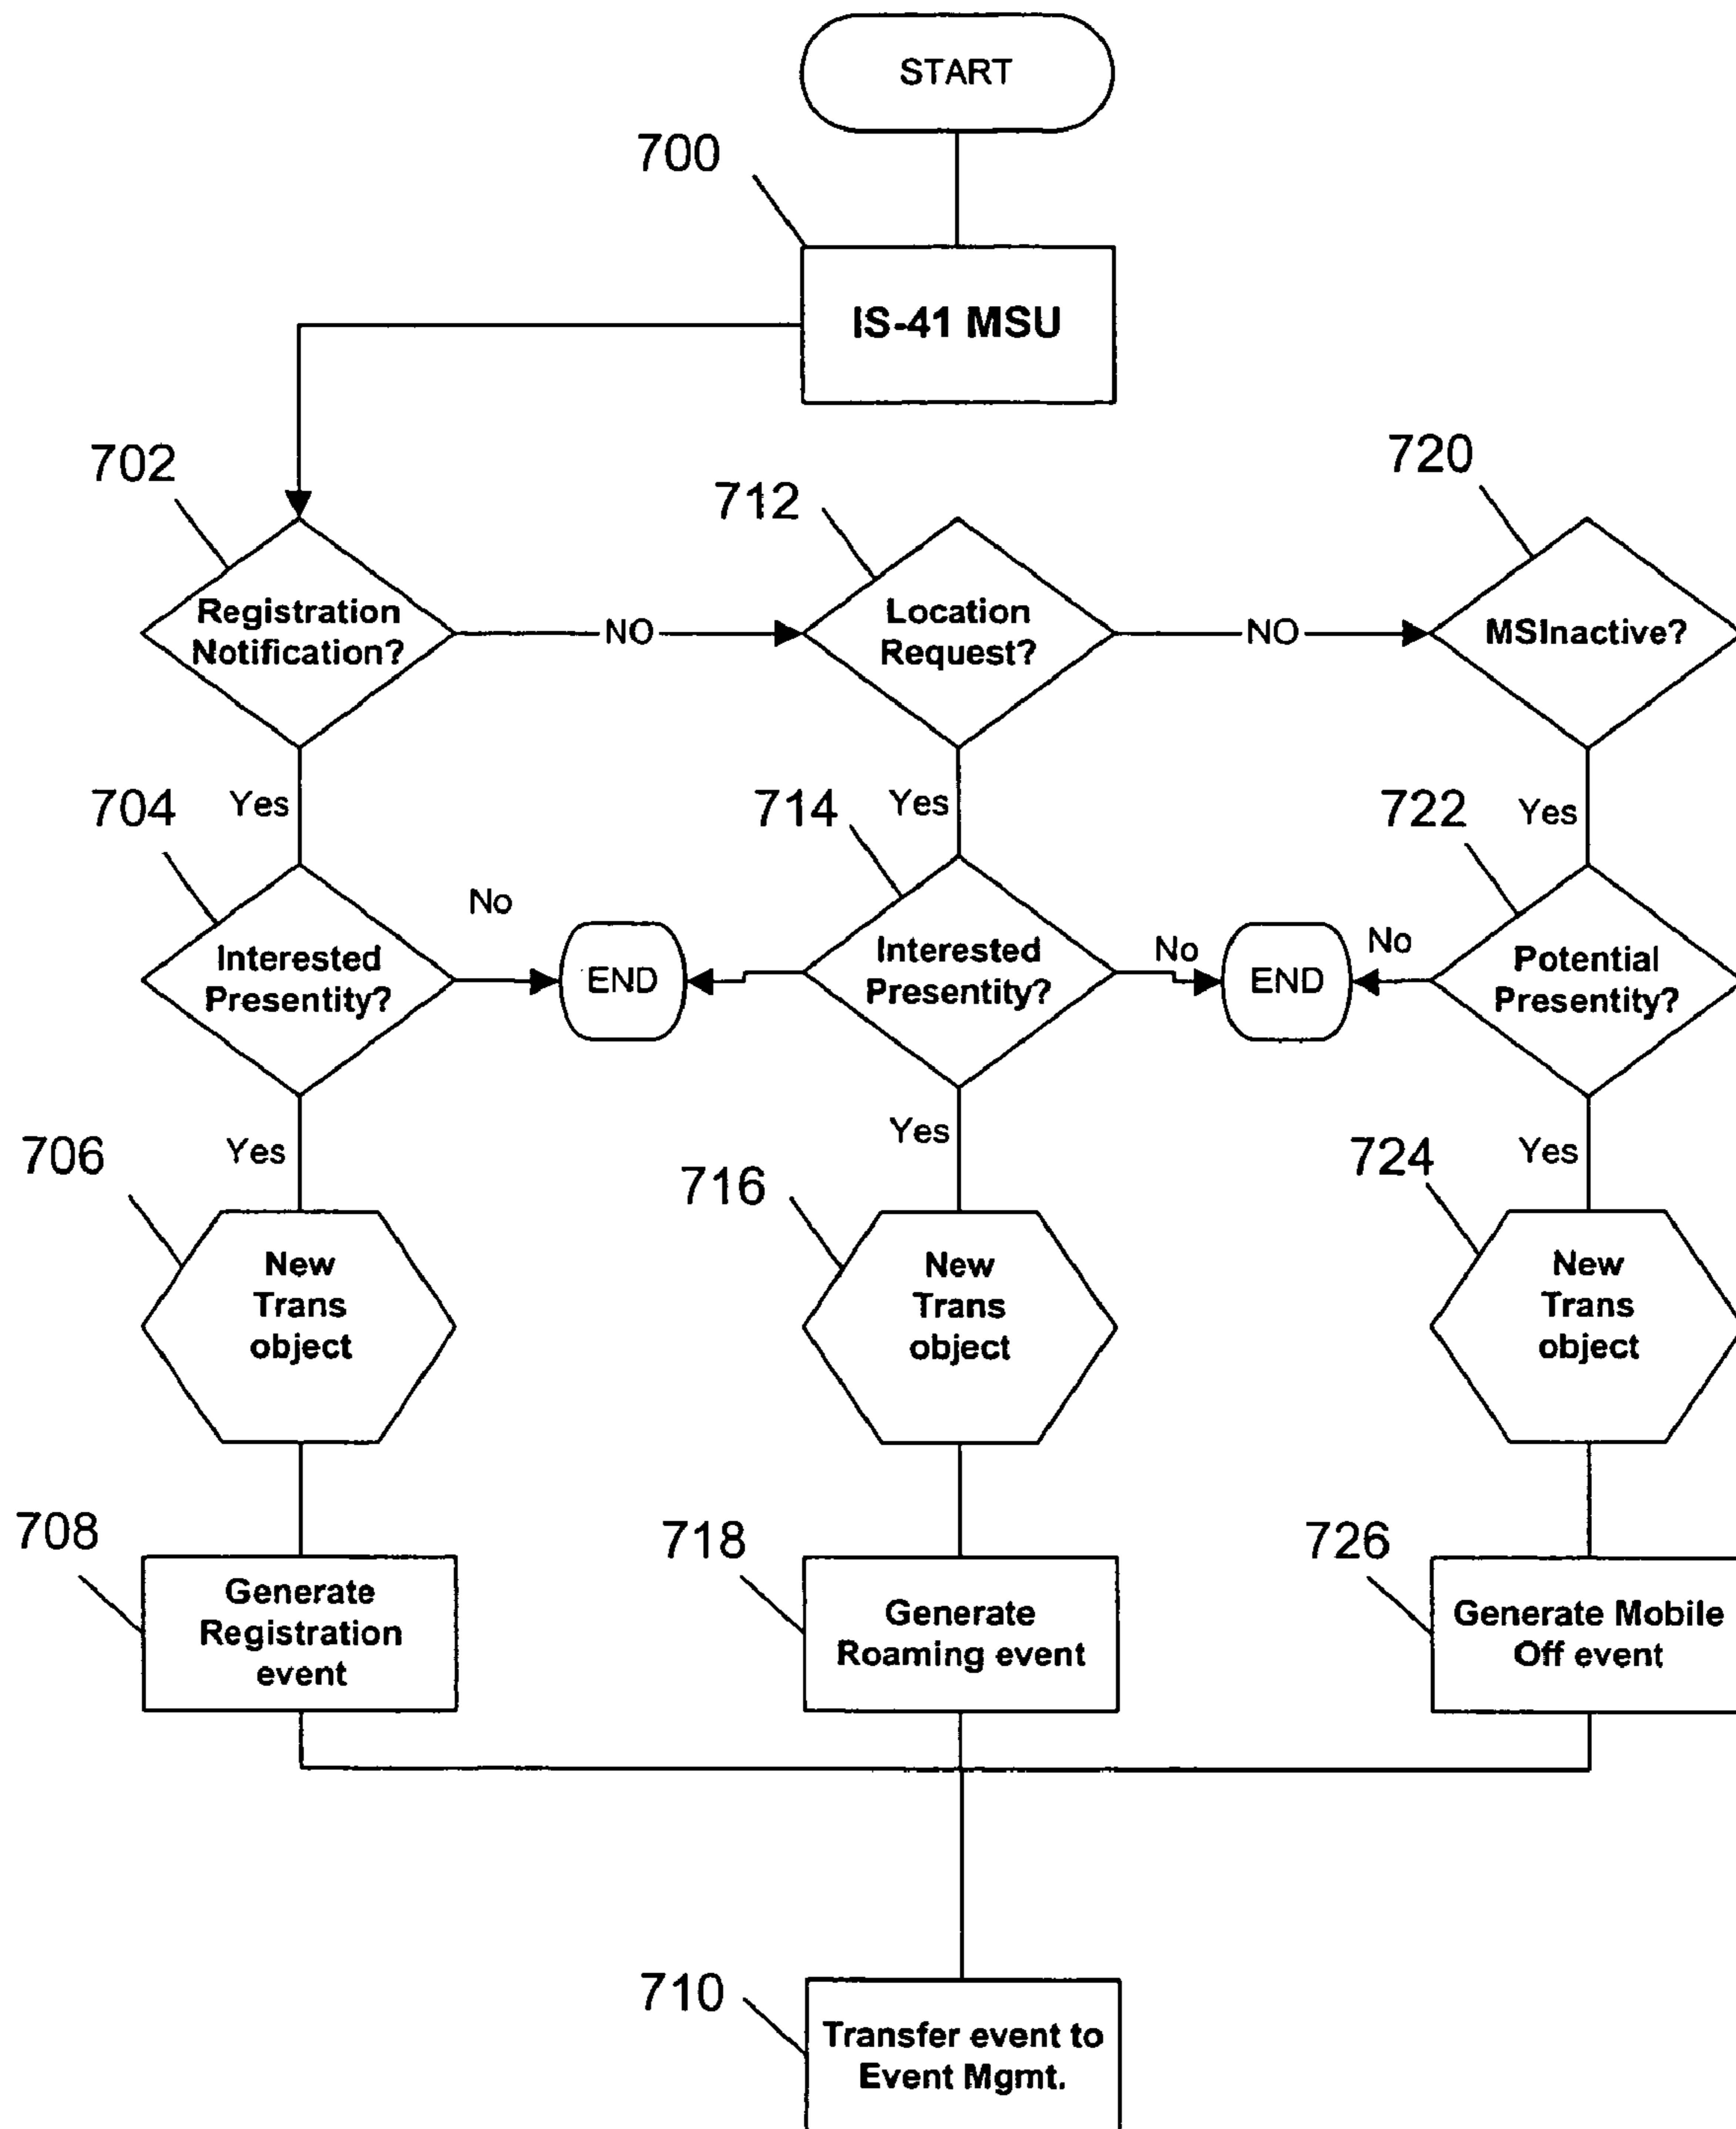 START
700
IS-41 MSU
702
712
720
Registration
Notification?
NO
Location
Request?
NO
MSInactive?
704
Yes
714
Yes
722
Yes
Interested
Presentity?
No
END
Interested
Presentity?
No
END
No
Potential
Presentity?
706
Yes
716
Yes
724
Yes
New
Trans
object
New
Trans
object
New
Trans
object
708
718
726
Generate
Registration
event
Generate
Roaming event
Generate Mobile
Off event
710
Transfer event to
Event Mgmt.